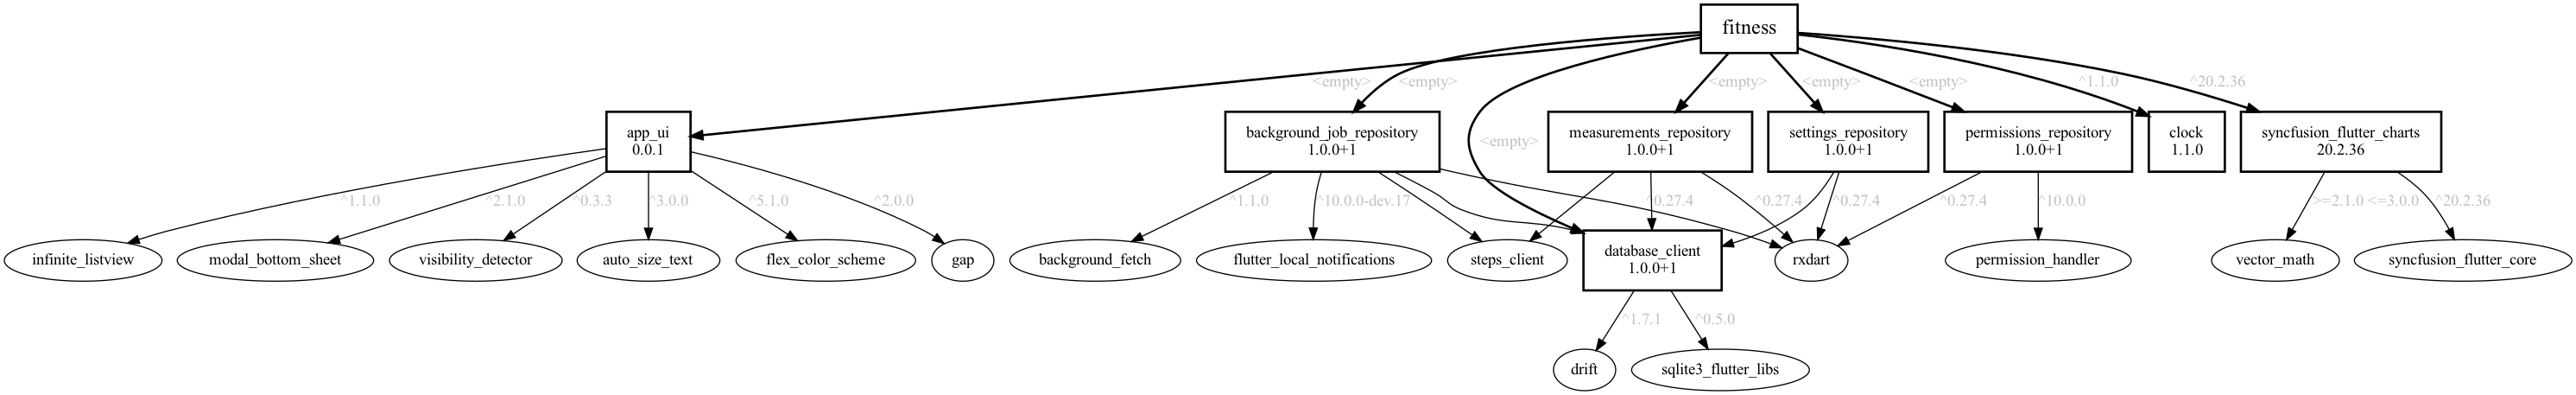 fitness
<empty>
<empty>
<empty>
<empty>
<empty>
^1.1.0
^20.2.36
app_ui
0.0.1
background_job_repository
1.0.0+1
<empty>
measurements_repository
1.0.0+1
settings_repository
1.0.0+1
permissions_repository
1.0.0+1
clock
1.1.0
syncfusion_flutter_charts
20.2.36
^1.1.0
^2.1.0
^0.3.3
^3.0.0
^5.1.0
^2.0.0
^1.1.0
^10.0.0-dev.17
^0.27.4
^0.27.4
^0.27.4
^0.27.4
^10.0.0
>=2.1.0 <=3.0.0
^20.2.36
infinite_listview
modal_bottom_sheet
visibility_detector
auto_size_text
flex_color_scheme
gap
background_fetch
flutter_local_notifications
steps_client
database_client
1.0.0+1
rxdart
permission_handler
vector_math
syncfusion_flutter_core
^1.7.1
^0.5.0
drift
sqlite3_flutter_libs